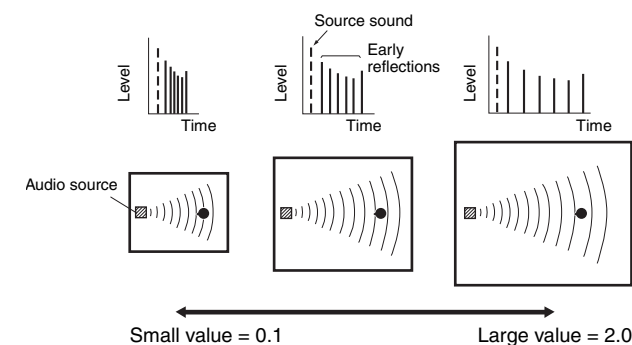 Source sound
Early
reflections
Level
Time
Level
Time
Level
Time
Audio source
Small value = 0.1
Large value = 2.0